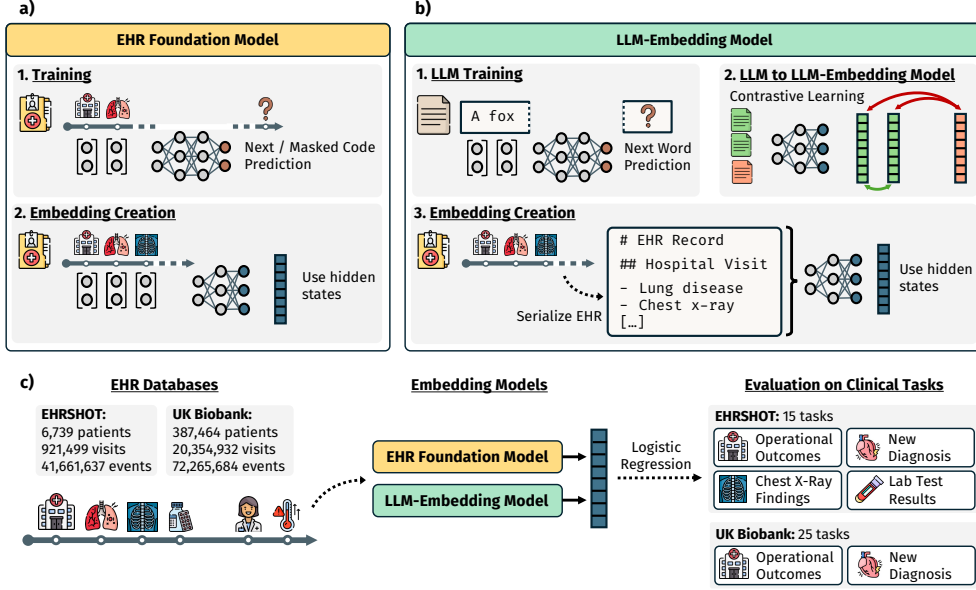 a)
EHR Foundation Model
1. Training
?
Next / Masked Code
Prediction
2. Embedding Creation
Use hidden
states
b)
LLM-Embedding Model
1. LLM Training
A fox
?
Next Word
Prediction
2. LLM to LLM-Embedding Model
Contrastive Learning
3. Embedding Creation
Serialize EHR
# EHR Record
## Hospital Visit
- Lung disease
- Chest x-ray
[…]
Use hidden
states
c)
EHR Databases
EHRSHOT:
6,739 patients
921,499 visits
41,661,637 events
UK Biobank:
387,464 patients
20,354,932 visits
72,265,684 events
Embedding Models
EHR Foundation Model
LLM-Embedding Model
Logistic
Regression
Evaluation on Clinical Tasks
EHRSHOT: 15 tasks
Operational
Outcomes
New
Diagnosis
Chest X-Ray
Findings
Lab Test
Results
UK Biobank: 25 tasks
Operational
Outcomes
New
Diagnosis